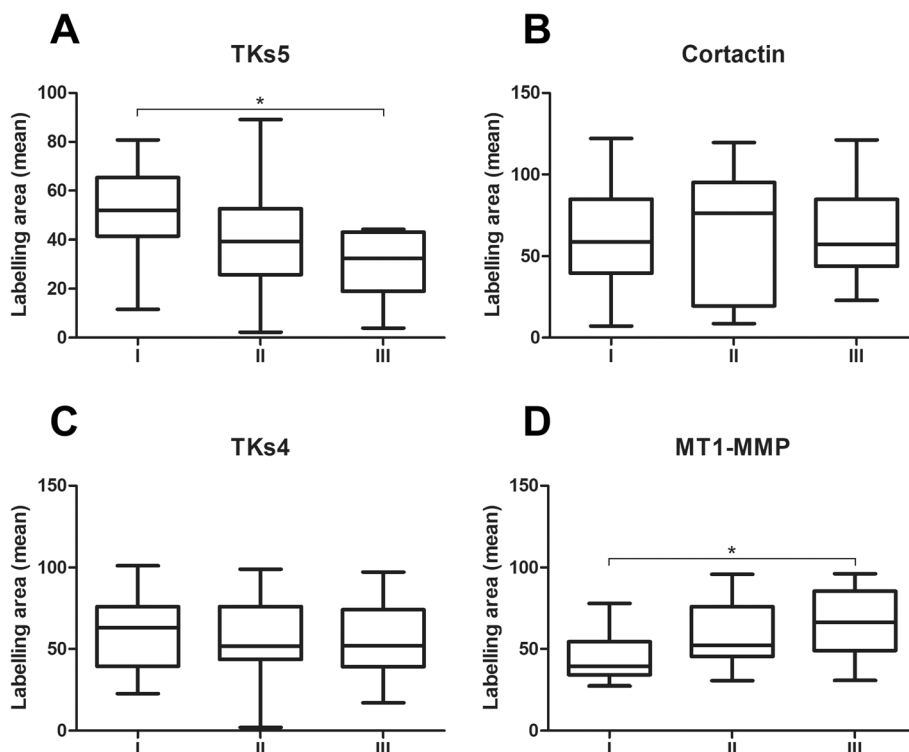 A
TKs5
Labelling area (mean)
100
80
60
40
20
0
*
I
II
III
B
Cortactin
Labelling area (mean)
150
100
50
0
I
II
III
C
TKs4
Labelling area (mean)
150
100
50
0
I
II
III
D
MT1-MMP
Labelling area (mean)
150
100
50
0
*
I
II
III